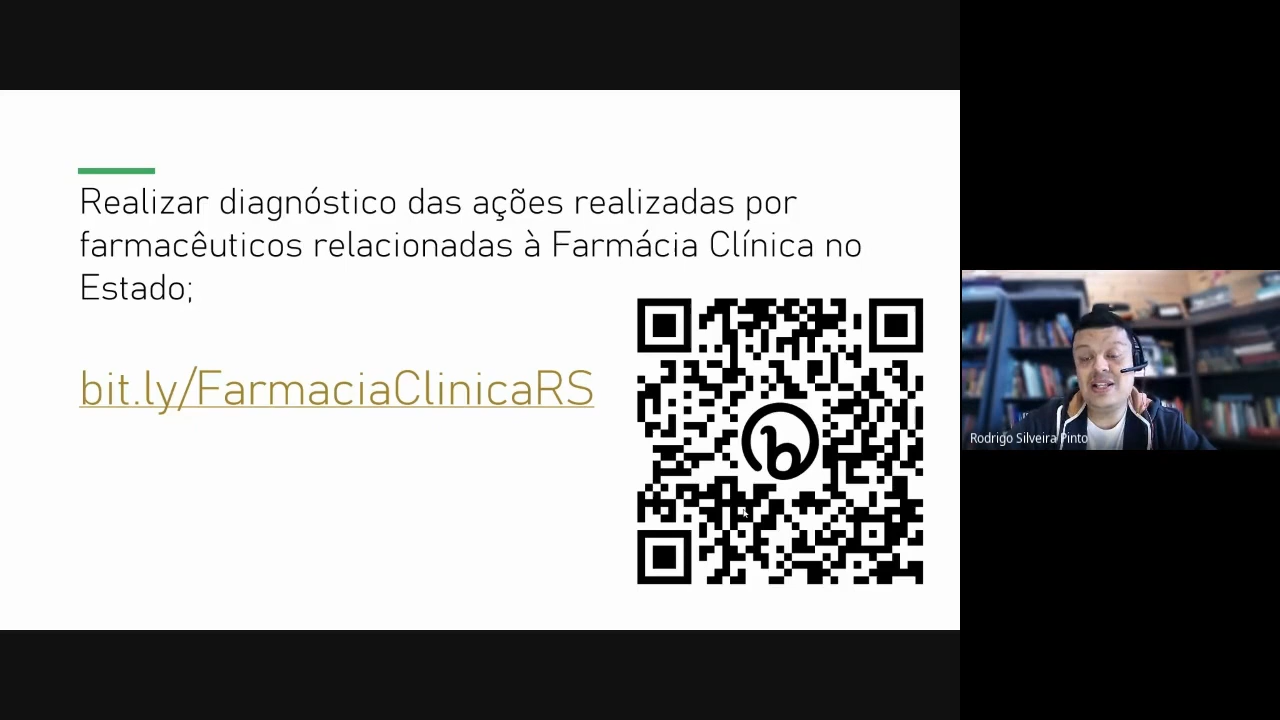 Realizar diagnóstico das ações realizadas por
farmacêuticos relacionadas à Farmácia Clínica no
Estado;
bit.ly/FarmaciaClinicaRS
b
Rodrigo Silveira Pinto